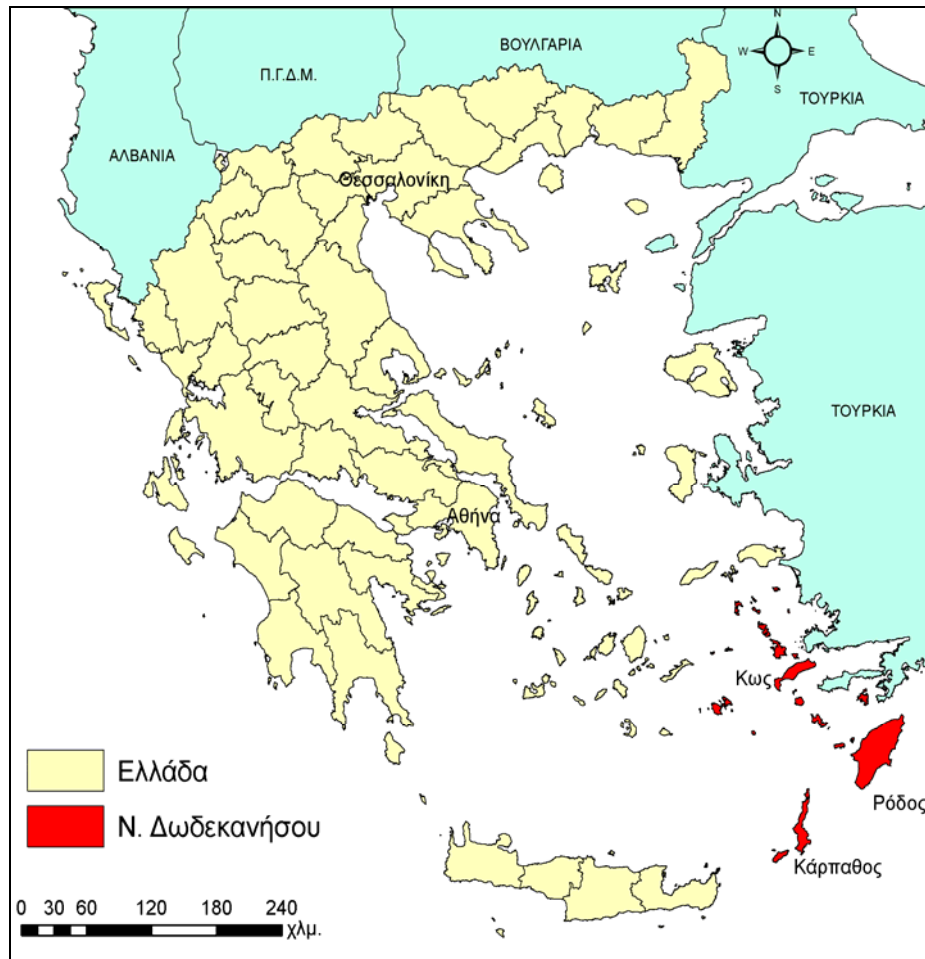 N
W E
S
ΒΟΥΛΓΑΡΙΑ
Π.Γ.Δ.Μ.
ΤΟΥΡΚΙΑ
ΑΛΒΑΝΙΑ
Θεσσαλονίκη
ΤΟΥΡΚΙΑ
Αθήνα
Κως
Ελλάδα
Ρόδος
Ν. Δωδεκανήσου
Κάρπαθος
0 30 60 120 180 240
χλμ.